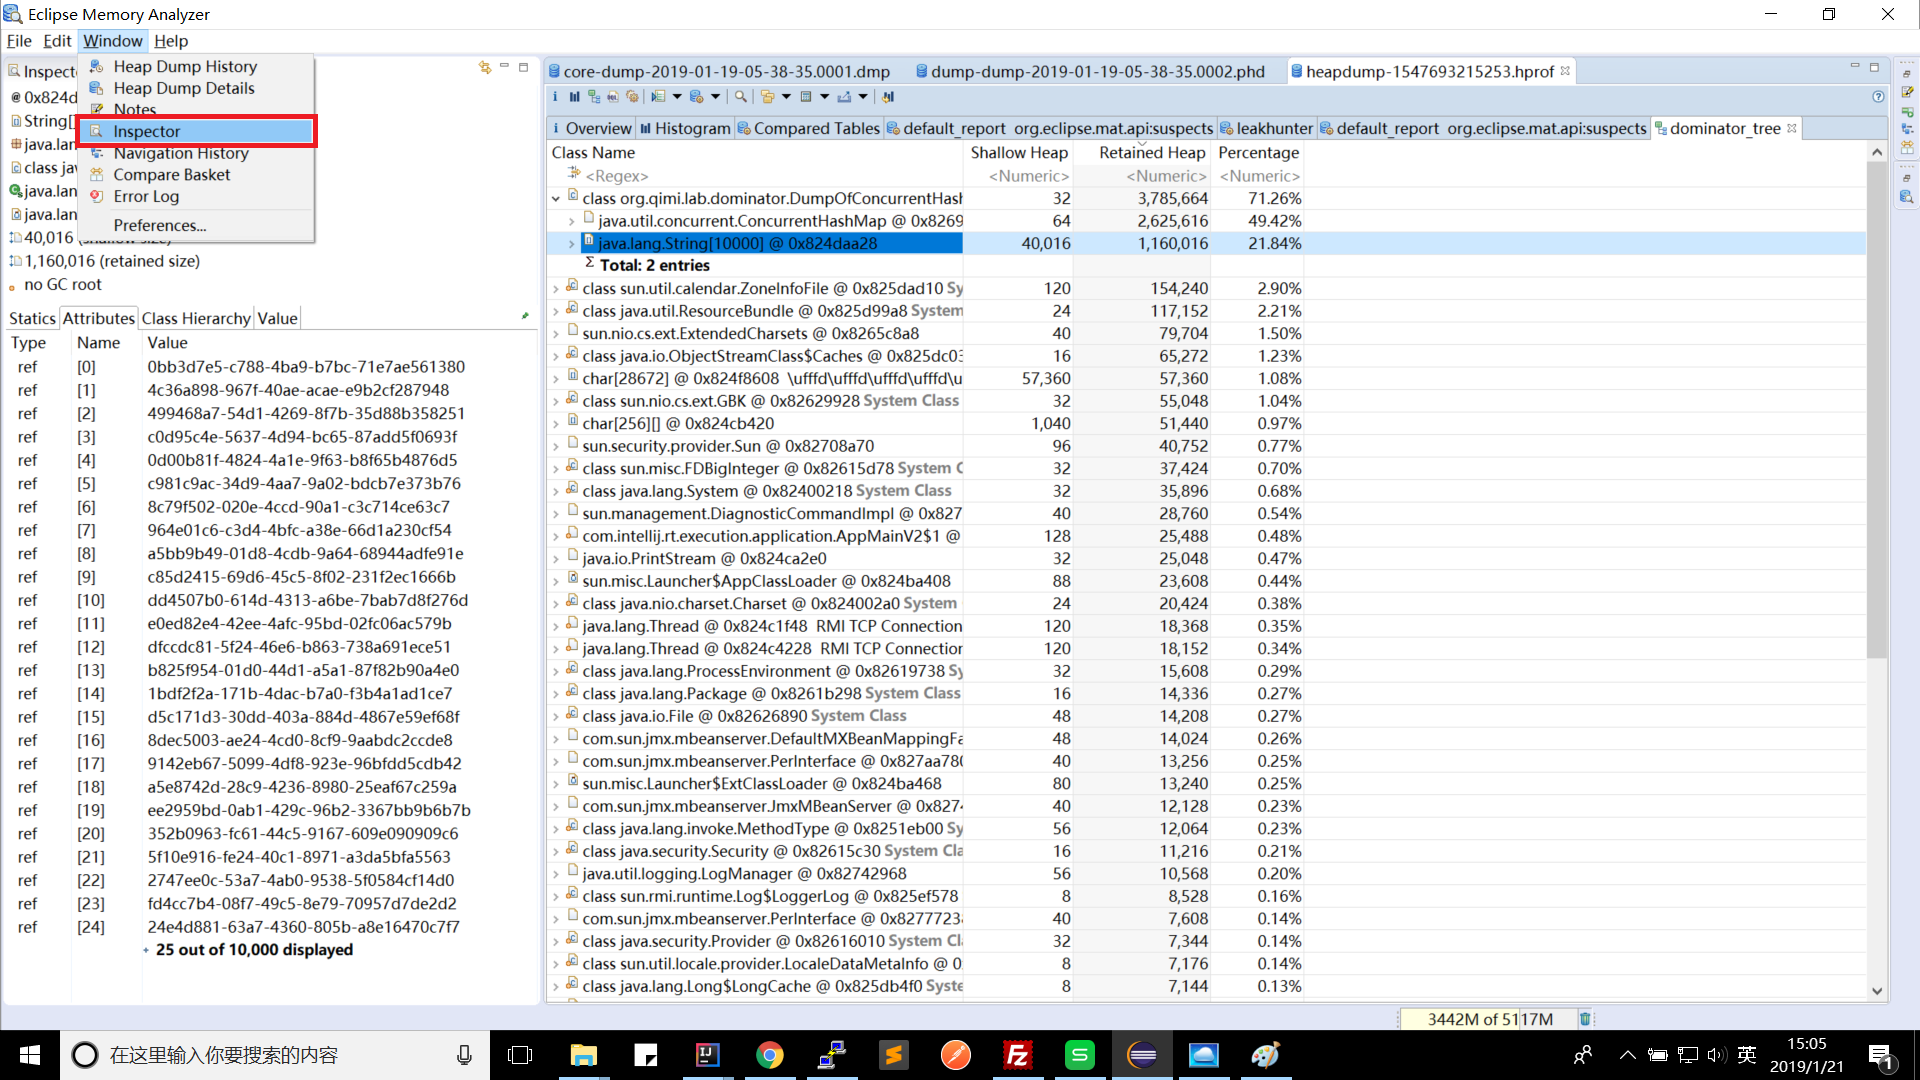 Eclipse Memory Analyzer
File Edit Window Help
Heap Dump History
Heap Dump Details
Notes
Inspector
Navigation History
Compare Basket
Error Log
Preferences...
Inspect
0x824d
String[
java.lan
class jav
java.lan
java.lan
40,016 (shallow size)
1,160,016 (retained size)
no GC root
Statics Attributes Class Hierarchy Value
Type Name Value
ref [0] 0bb3d7e5-c788-4ba9-b7bc-71e7ae561380
ref [1] 4c36a898-967f-40ae-acae-e9b2cf287948
ref [2] 499468a7-54d1-4269-8f7b-35d88b358251
ref [3] c0d95c4e-5637-4d94-bc65-87add5f0693f
ref [4] 0d00b81f-4824-4a1e-9f63-b8f65b4876d5
ref [5] c981c9ac-34d9-4aa7-9a02-bdcb7e373b76
ref [6] 8c79f502-020e-4ccd-90a1-c3c714ce63c7
ref [7] 964e01c6-c3d4-4bfc-a38e-66d1a230cf54
ref [8] a5bb9b49-01d8-4cdb-9a64-68944adfe91e
ref [9] c85d2415-69d6-45c5-8f02-231f2ec1666b
ref [10] dd4507b0-614d-4313-a6be-7bab7d8f276d
ref [11] e0ed82e4-42ee-4afc-95bd-02fc06ac579b
ref [12] dfccdc81-5f24-46e6-b863-738a691ece51
ref [13] b825f954-01d0-44d1-a5a1-87f82b90a4e0
ref [14] 1bdf2f2a-171b-4dac-b7a0-f3b4a1ad1ce7
ref [15] d5c171d3-30dd-403a-884d-4867e59ef68f
ref [16] 8dec5003-ae24-4cd0-8cf9-9aabdc2ccde8
ref [17] 9142eb67-5099-4df8-923e-96bfdd5cdb42
ref [18] a5e8742d-28c9-4236-8980-25eaf67c259a
ref [19] ee2959bd-0ab1-429c-96b2-3367bb9b6b7b
ref [20] 352b0963-fc61-44c5-9167-609e090909c6
ref [21] 5f10e916-fe24-40c1-8971-a3da5bfa5563
ref [22] 2747ee0c-53a7-4ab0-9538-5f0584cf14d0
ref [23] fd4cc7b4-08f7-49c5-8e79-70957d7de2d2
ref [24] 24e4d881-63a7-4360-805b-a8e16470c7f7
25 out of 10,000 displayed
core-dump-2019-01-19-05-38-35.0001.dmp dump-dump-2019-01-19-05-38-35.0002.phd heapdump-1547693215253.hprof
Overview Histogram Compared Tables default_report org.eclipse.mat.api:suspects leakhunter default_report org.eclipse.mat.api:suspects dominator_tree
Class Name Shallow Heap Retained Heap Percentage
<Regex> <Numeric> <Numeric> <Numeric>
class org.qimi.lab.dominator.DumpOfConcurrentHash 32 3,785,664 71.26%
java.util.concurrent.ConcurrentHashMap @ 0x8269 64 2,625,616 49.42%
java.lang.String[10000] @ 0x824daa28 40,016 1,160,016 21.84%
Σ Total: 2 entries
class sun.util.calendar.ZoneInfoFile @ 0x825dad10 Sy 120 154,240 2.90%
class java.util.ResourceBundle @ 0x825d99a8 System 24 117,152 2.21%
sun.nio.cs.ext.ExtendedCharsets @ 0x8265c8a8 40 79,704 1.50%
class java.io.ObjectStreamClass$Caches @ 0x825dc03 16 65,272 1.23%
char[28672] @ 0x824f8608 \ufffd\ufffd\ufffd\ufffd\u 57,360 57,360 1.08%
class sun.nio.cs.ext.GBK @ 0x82629928 System Class 32 55,048 1.04%
char[256][] @ 0x824cb420 1,040 51,440 0.97%
sun.security.provider.Sun @ 0x82708a70 96 40,752 0.77%
class sun.misc.FDBigInteger @ 0x82615d78 System C 32 37,424 0.70%
class java.lang.System @ 0x82400218 System Class 32 35,896 0.68%
sun.management.DiagnosticCommandImpl @ 0x827 40 28,760 0.54%
com.intellij.rt.execution.application.AppMainV2$1 @ 128 25,488 0.48%
java.io.PrintStream @ 0x824ca2e0 32 25,048 0.47%
sun.misc.Launcher$AppClassLoader @ 0x824ba408 88 23,608 0.44%
class java.nio.charset.Charset @ 0x824002a0 System 24 20,424 0.38%
java.lang.Thread @ 0x824c1f48 RMI TCP Connection 120 18,368 0.35%
java.lang.Thread @ 0x824c4228 RMI TCP Connection 120 18,152 0.34%
class java.lang.ProcessEnvironment @ 0x82619738 Sy 32 15,608 0.29%
class java.lang.Package @ 0x8261b298 System Class 16 14,336 0.27%
class java.io.File @ 0x82626890 System Class 48 14,208 0.27%
com.sun.jmx.mbeanserver.DefaultMXBeanMappingFa 48 14,024 0.26%
com.sun.jmx.mbeanserver.PerInterface @ 0x827aa780 40 13,256 0.25%
sun.misc.Launcher$ExtClassLoader @ 0x824ba468 80 13,240 0.25%
com.sun.jmx.mbeanserver.JmxMBeanServer @ 0x8274 40 12,128 0.23%
class java.lang.invoke.MethodType @ 0x8251eb00 Sy 56 12,064 0.23%
class java.security.Security @ 0x82615c30 System Cla 16 11,216 0.21%
java.util.logging.LogManager @ 0x82742968 56 10,568 0.20%
class sun.rmi.runtime.Log$LoggerLog @ 0x825ef578 8 8,528 0.16%
com.sun.jmx.mbeanserver.PerInterface @ 0x8277723 40 7,608 0.14%
class java.security.Provider @ 0x82616010 System Cl 32 7,344 0.14%
class sun.util.locale.provider.LocaleDataMetaInfo @ 0 8 7,176 0.14%
class java.lang.Long$LongCache @ 0x825db4f0 Syste 8 7,144 0.13%
3442M of 5117M
在这里输入你要搜索的内容
英
15:05
2019/1/21
1